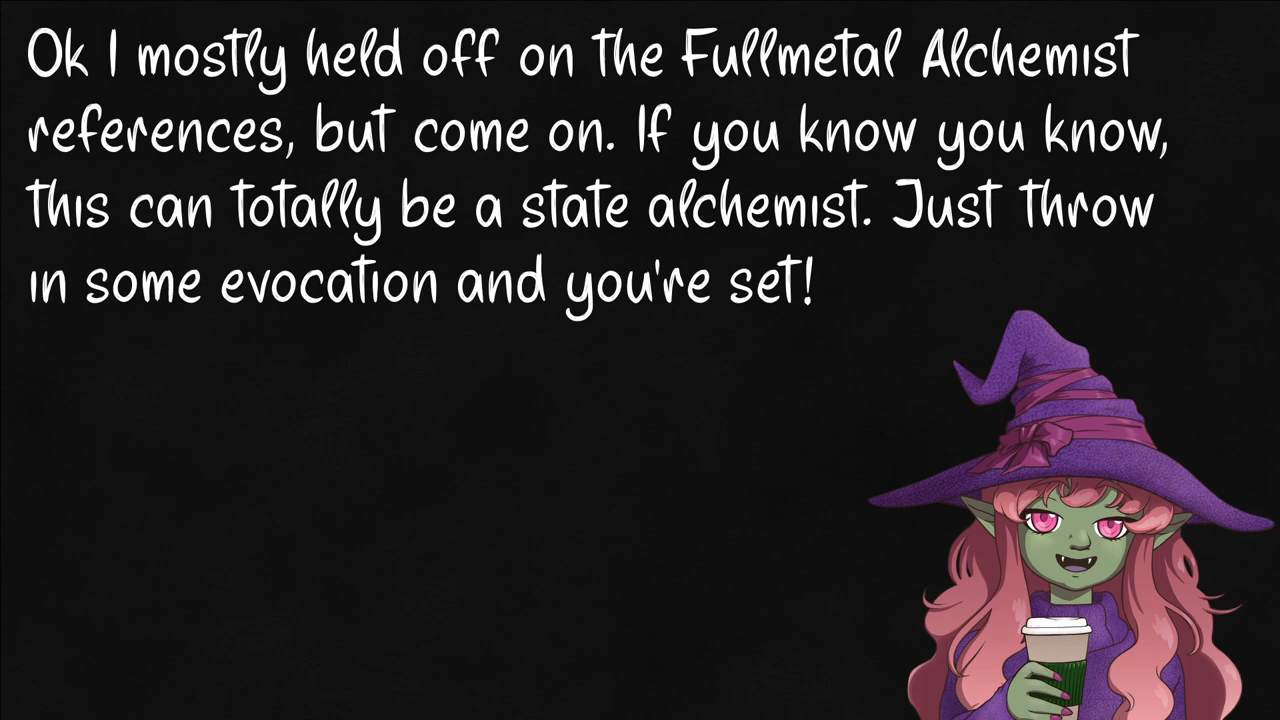 Ok I mostly held off on the Fullmetal Alchemist
references, but come on. If you know you know,
this can totally be a state alchemist. Just throw
in some evocation and you're set!